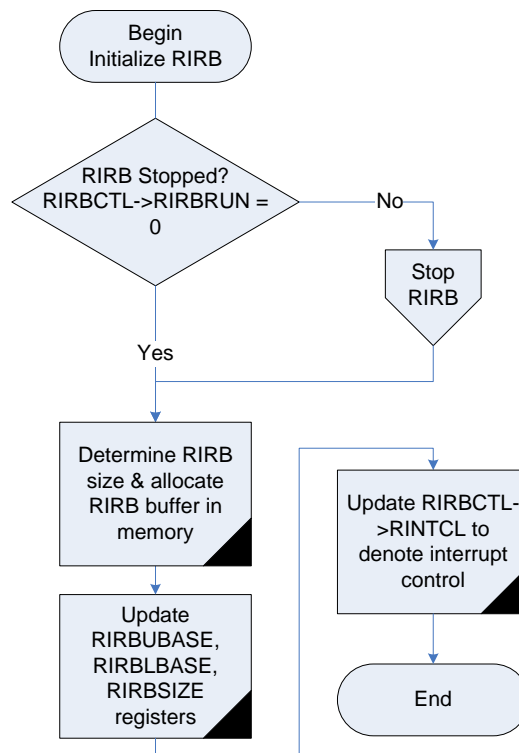 Begin
Initialize RIRB
RIRB Stopped?
RIRBCTL->RIRBRUN =
0
No
Stop
RIRB
Yes
Determine RIRB
size & allocate
RIRB buffer in
memory
Update
RIRBUBASE,
RIRBLBASE,
RIRBSIZE
registers
Update RIRBCTL-
>RINTCL to
denote interrupt
control
End